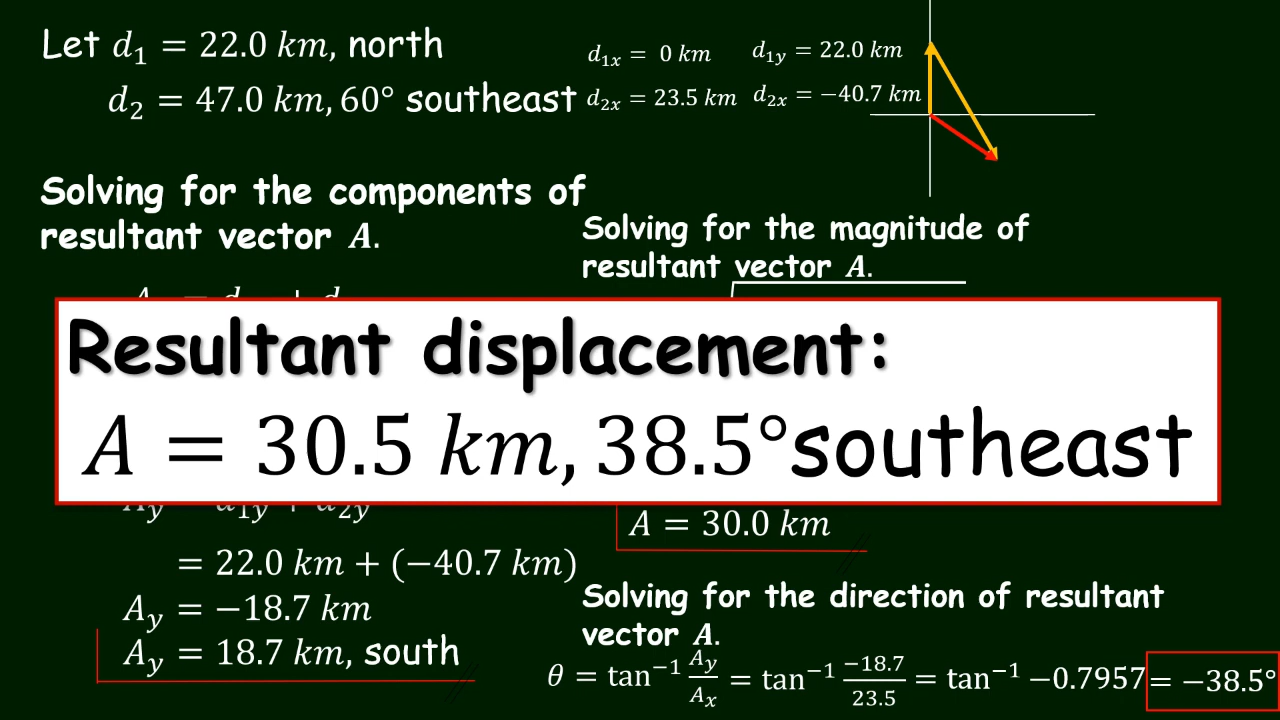 Let d₁ = 22.0 km, north
d₂ = 47.0 km, 60° southeast
d₁ₓ = 0 km d₁y = 22.0 km
d₂ₓ = 23.5 km d₂ₓ = −40.7 km
Solving for the components of
resultant vector A.
Solving for the magnitude of
resultant vector A.
Resultant displacement:
A = 30.5 km, 38.5°southeast
= 22.0 km + (−40.7 km)
Ay = −18.7 km
Ay = 18.7 km, south
A = 30.0 km
Solving for the direction of resultant
vector A.
θ = tan⁻¹ Ay/Aₓ = tan⁻¹ −18.7/23.5 = tan⁻¹ −0.7957 = −38.5°